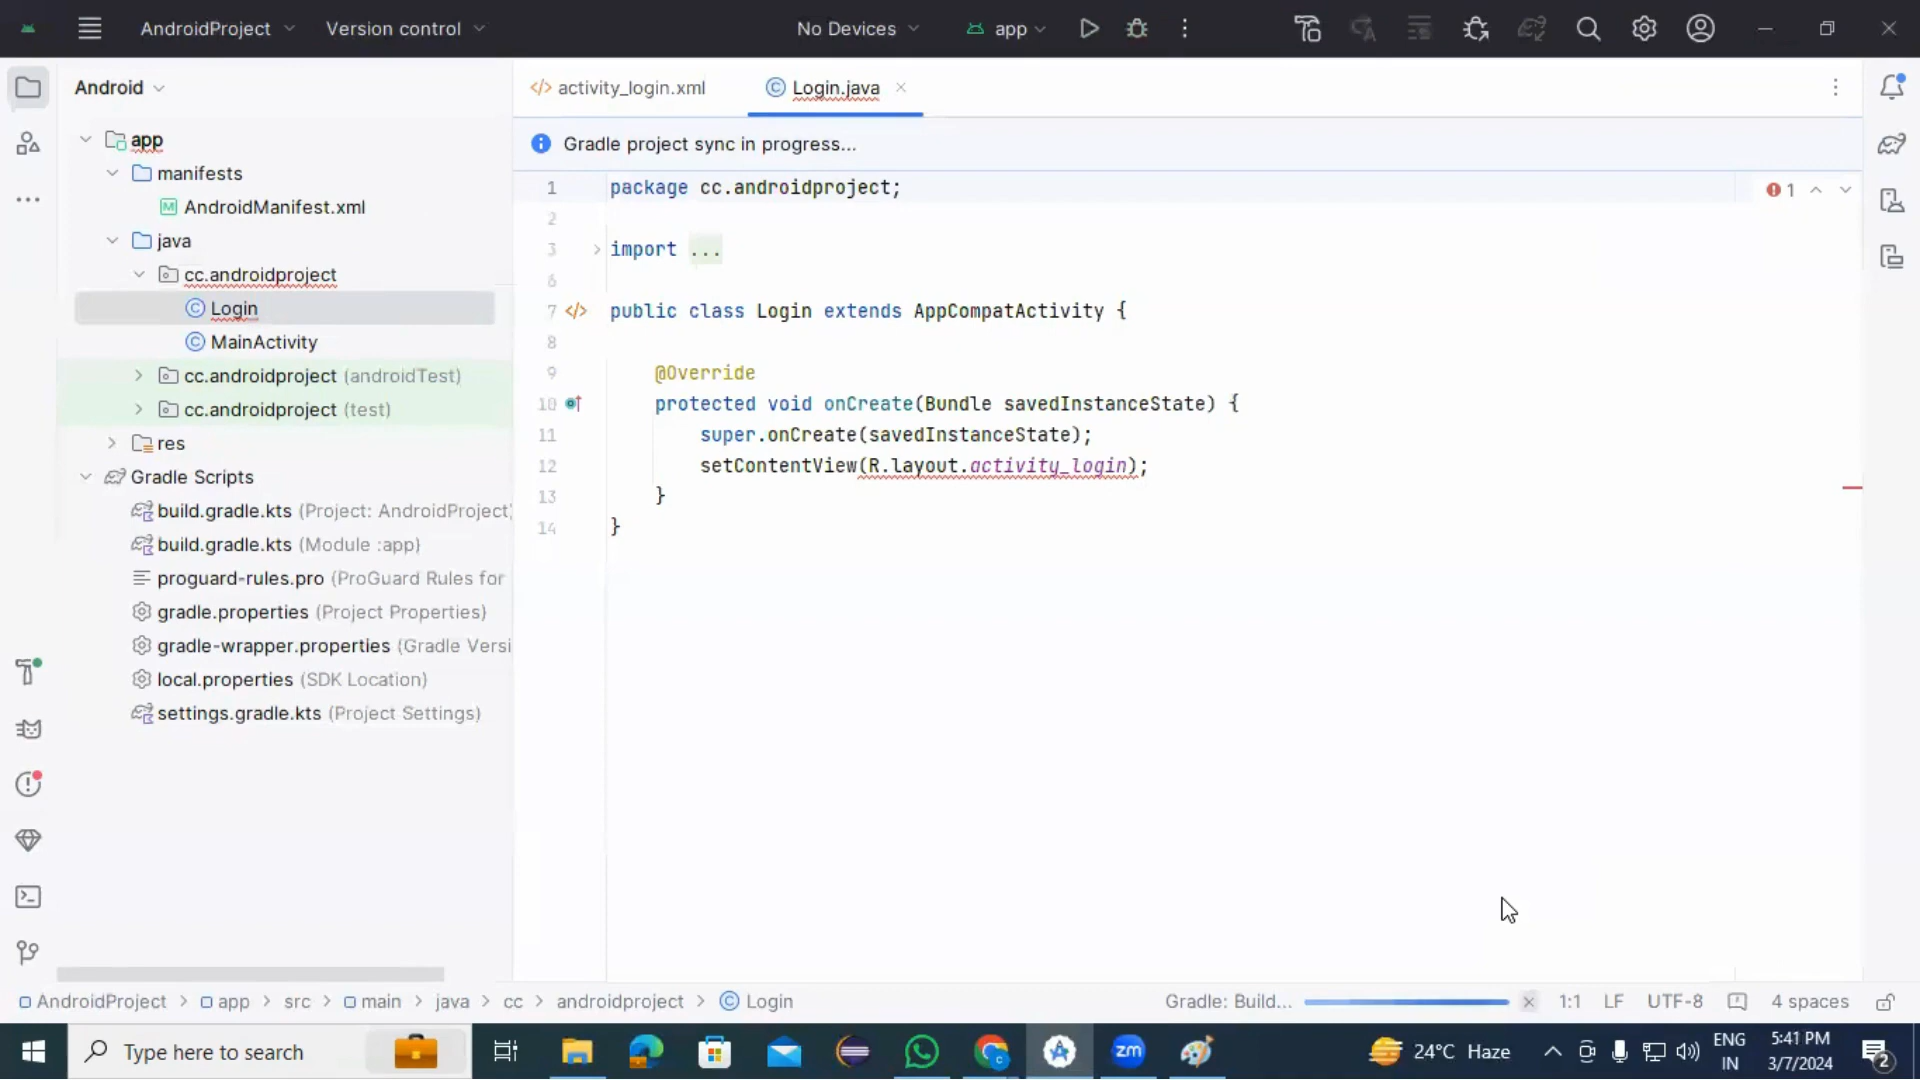 AndroidProject
Version control
No Devices
app
Android
activity_login.xml
Login.java
Gradle project sync in progress...
app
manifests
AndroidManifest.xml
java
cc.androidproject
Login
MainActivity
cc.androidproject (androidTest)
cc.androidproject (test)
res
Gradle Scripts
build.gradle.kts (Project: AndroidProject)
build.gradle.kts (Module :app)
proguard-rules.pro (ProGuard Rules for
gradle.properties (Project Properties)
gradle-wrapper.properties (Gradle Versi
local.properties (SDK Location)
settings.gradle.kts (Project Settings)
1 package cc.androidproject;
1
2
3 import ...
6
7 public class Login extends AppCompatActivity {
8
9 @Override
10 protected void onCreate(Bundle savedInstanceState) {
11 super.onCreate(savedInstanceState);
12 setContentView(R.layout.activity_login);
13 }
14 }
AndroidProject > app > src > main > java > cc > androidproject > Login
Gradle: Build...
1:1 LF UTF-8 4 spaces
Type here to search
zm
24°C Haze
ENG
IN
5:41 PM
3/7/2024
2